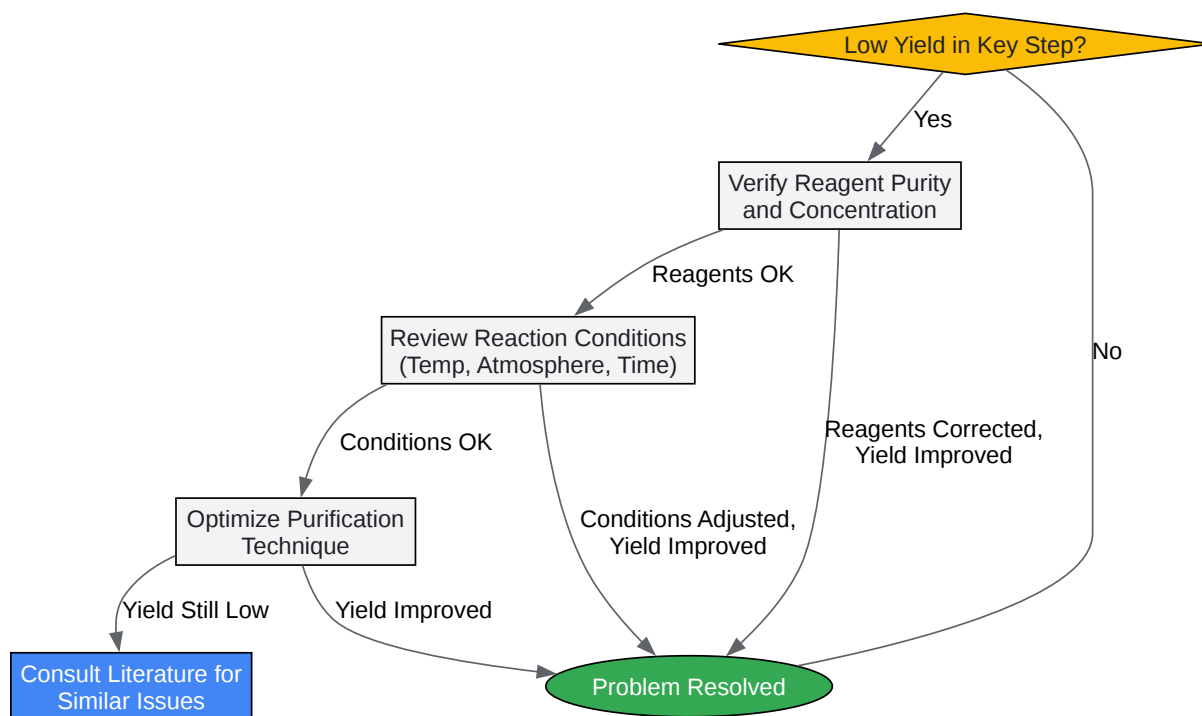 Low Yield in Key Step?
Yes
Verify Reagent Purity
and Concentration
Reagents OK
Review Reaction Conditions
(Temp, Atmosphere, Time)
No
Reagents Corrected,
Yield Improved
Conditions OK
Optimize Purification
Technique
Conditions Adjusted,
Yield Improved
Yield Still Low
Yield Improved
Consult Literature for
Similar Issues
Problem Resolved